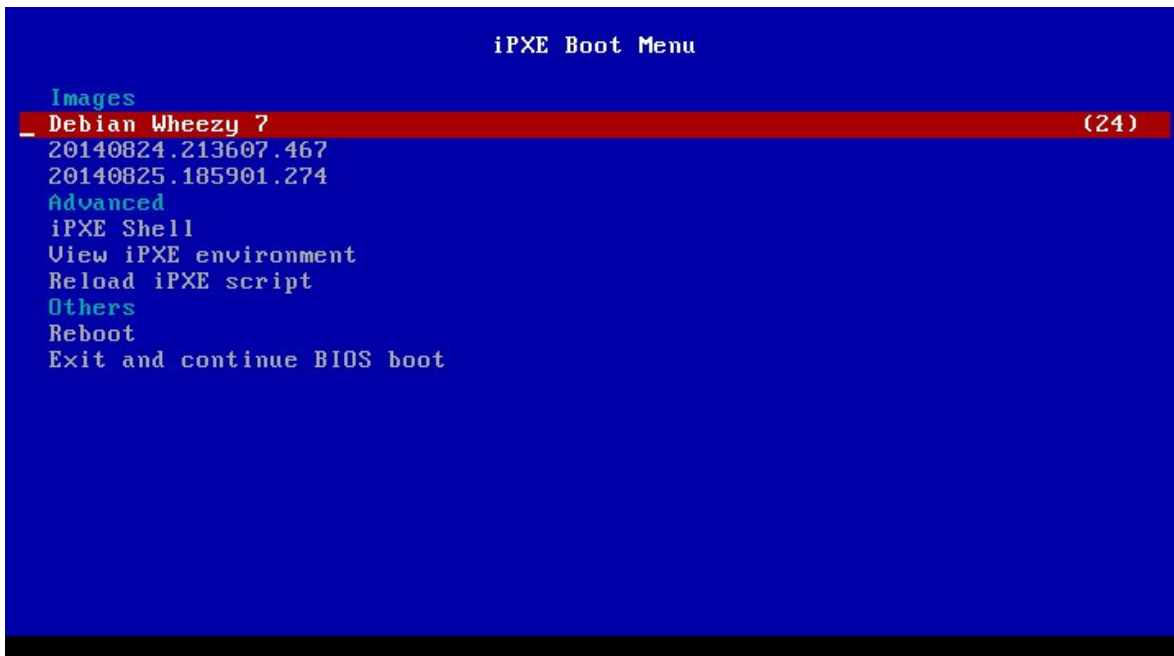 iPXE Boot Menu
Images
Debian Wheezy 7 (24)
20140824.213607.467
20140825.185901.274
Advanced
iPXE Shell
View iPXE environment
Reload iPXE script
Others
Reboot
Exit and continue BIOS boot